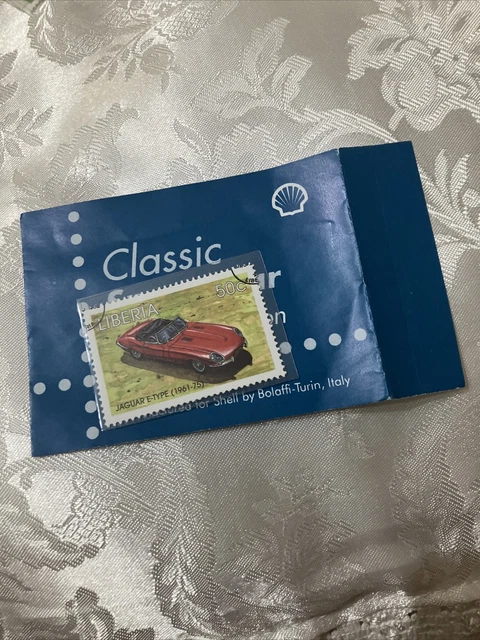 Classic
LIBERIA 50c
JAGUAR E-TYPE (1961-75)
for Shell by Bolaffi-Turin, Italy